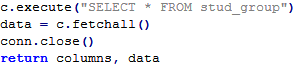 c.execute("SELECT * FROM stud_group")
data = c.fetchall()
conn.close()
return columns, data